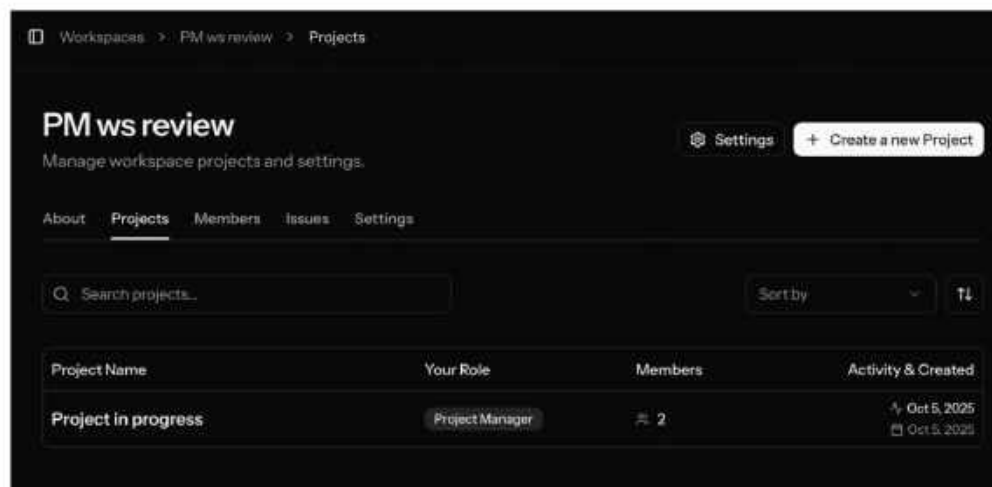 Workspaces > PM ws review > Projects
PM ws review
Manage workspace projects and settings.
Settings
+ Create a new Project
About Projects Members Issues Settings
Search projects...
Sort by
Project Name Your Role Members Activity & Created
Project in progress Project Manager 2 Oct 5, 2025
Oct 5, 2025